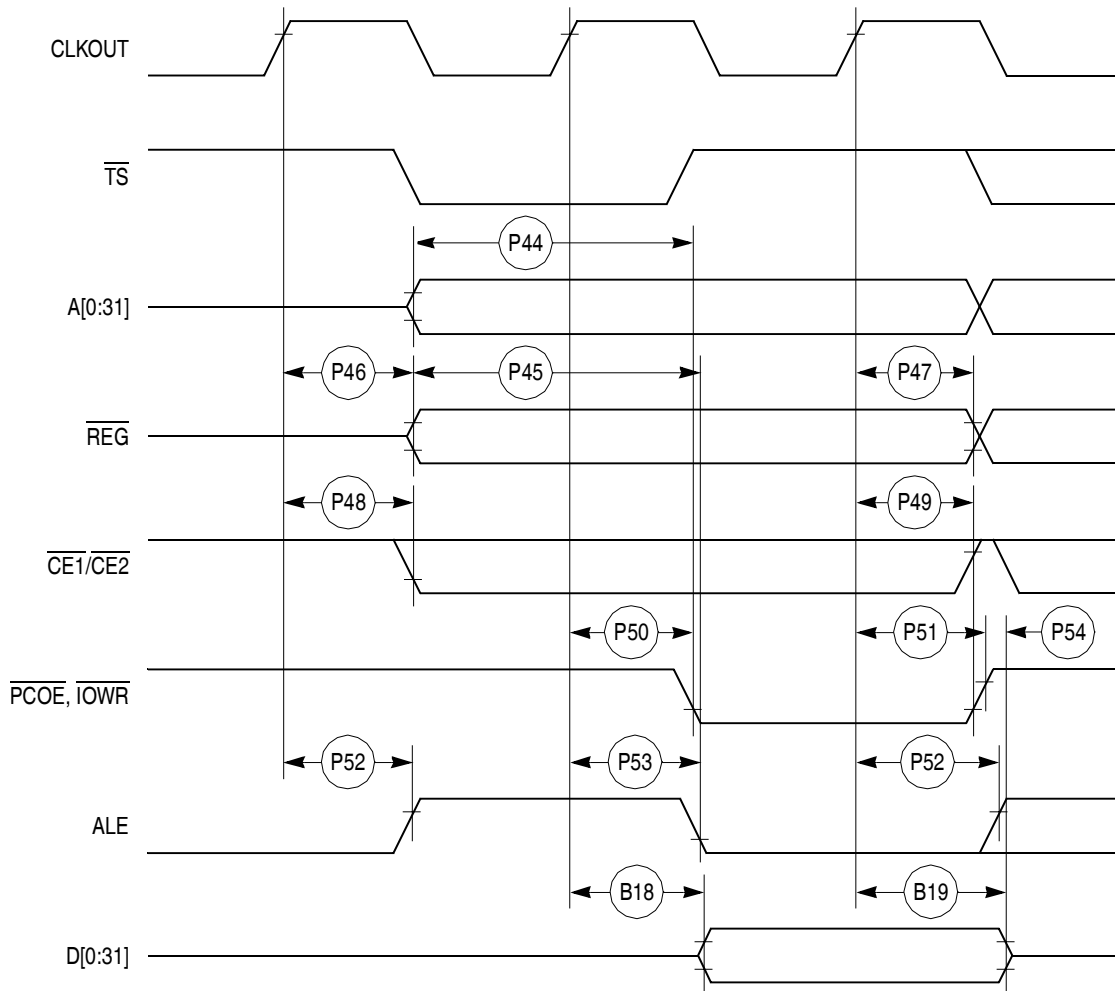 CLKOUT
TS
P44
A[0:31]
P46 P45 P47
REG
P48 P49
CE1/CE2
P50 P51 P54
PCOE, IOWR
P52 P53 P52
ALE
B18 B19
D[0:31]